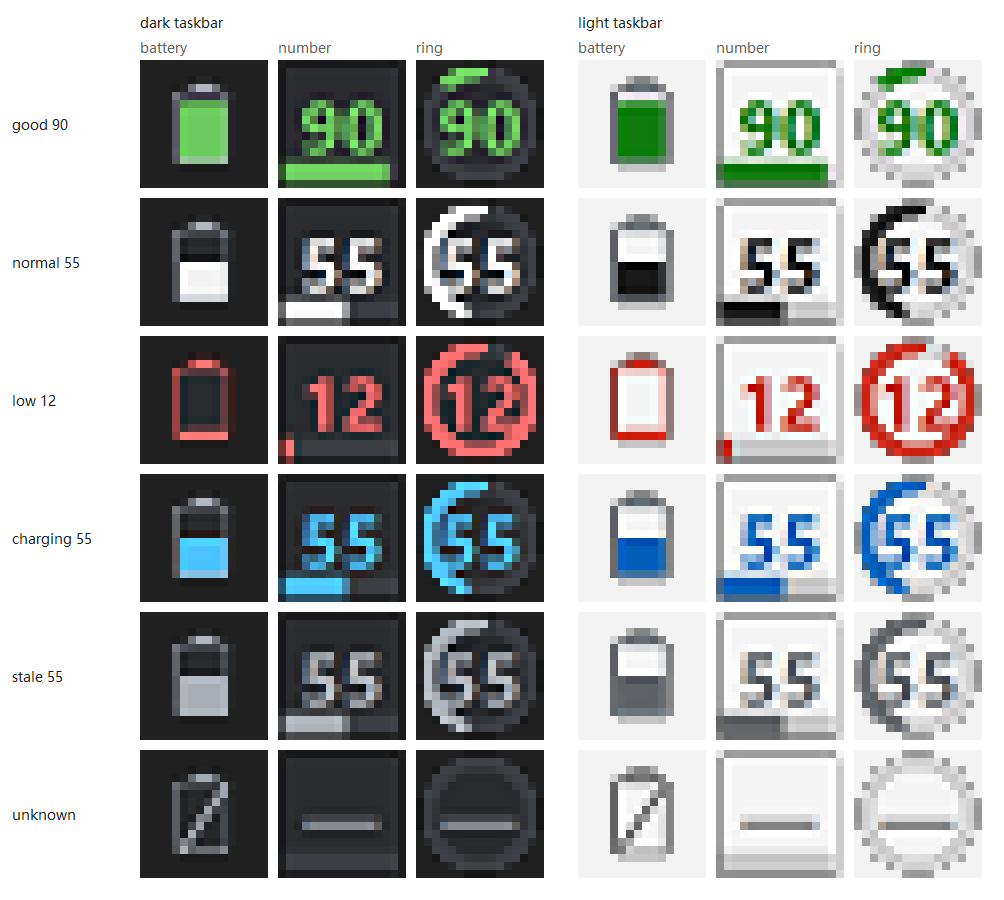 dark taskbar light taskbar
battery number ring battery number ring
good 90 90 90 90 90
normal 55 55 55 55 55
low 12 12 12 12 12
charging 55 55 55 55 55
stale 55 55 55 55 55
unknown